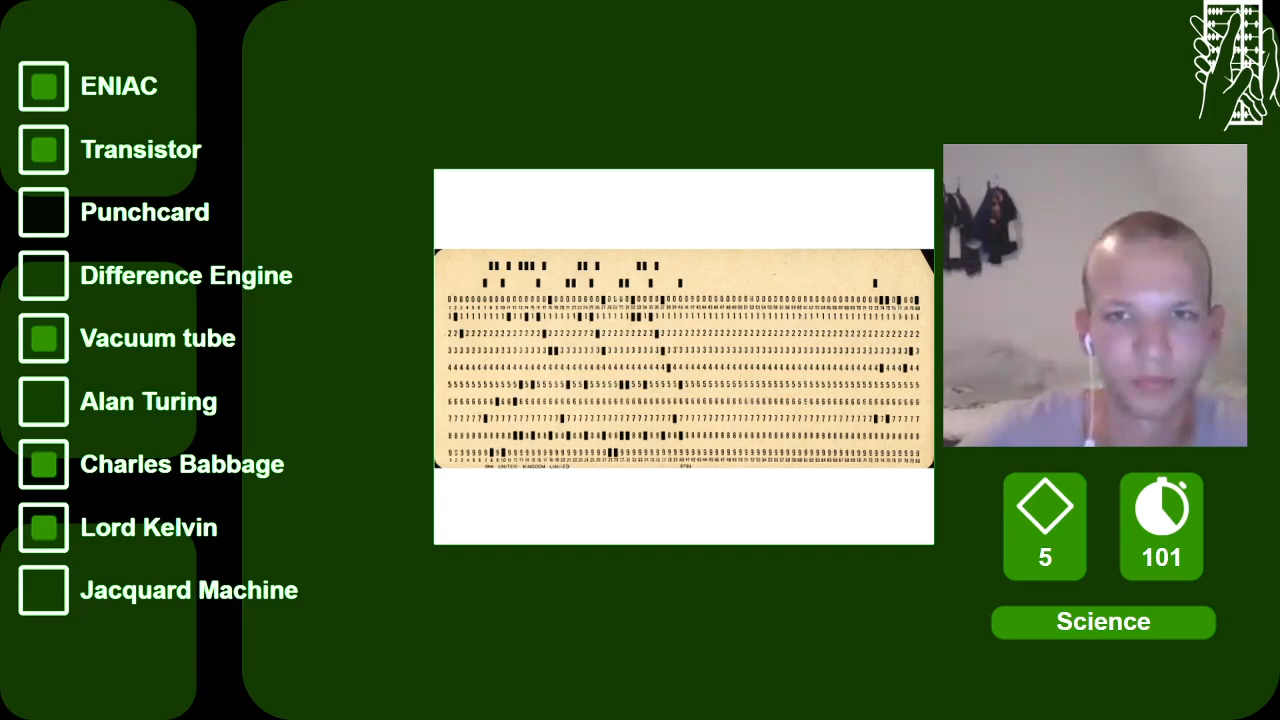 ENIAC
Transistor
Punchcard
Difference Engine
Vacuum tube
Alan Turing
Charles Babbage
Lord Kelvin
Jacquard Machine
5
101
Science